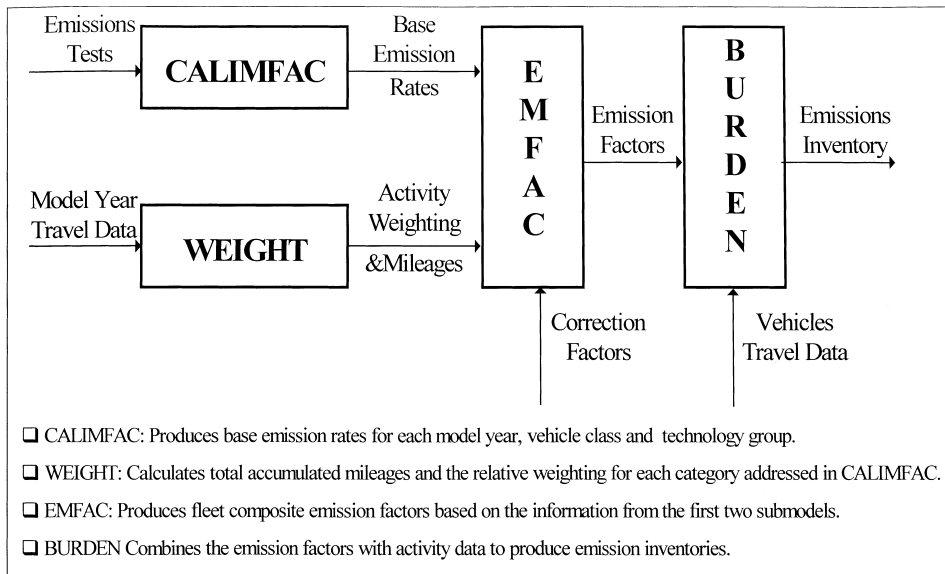 Emissions
Tests
CALIMFAC
Base
Emission
Rates
E
M
F
A
C
Emission
Factors
B
U
R
D
E
N
Emissions
Inventory
Model Year
Travel Data
WEIGHT
Activity
Weighting
&Mileages
Correction
Factors
Vehicles
Travel Data
❑ CALIMFAC: Produces base emission rates for each model year, vehicle class and technology group.
❑ WEIGHT: Calculates total accumulated mileages and the relative weighting for each category addressed in CALIMFAC.
❑ EMFAC: Produces fleet composite emission factors based on the information from the first two submodels.
❑ BURDEN Combines the emission factors with activity data to produce emission inventories.